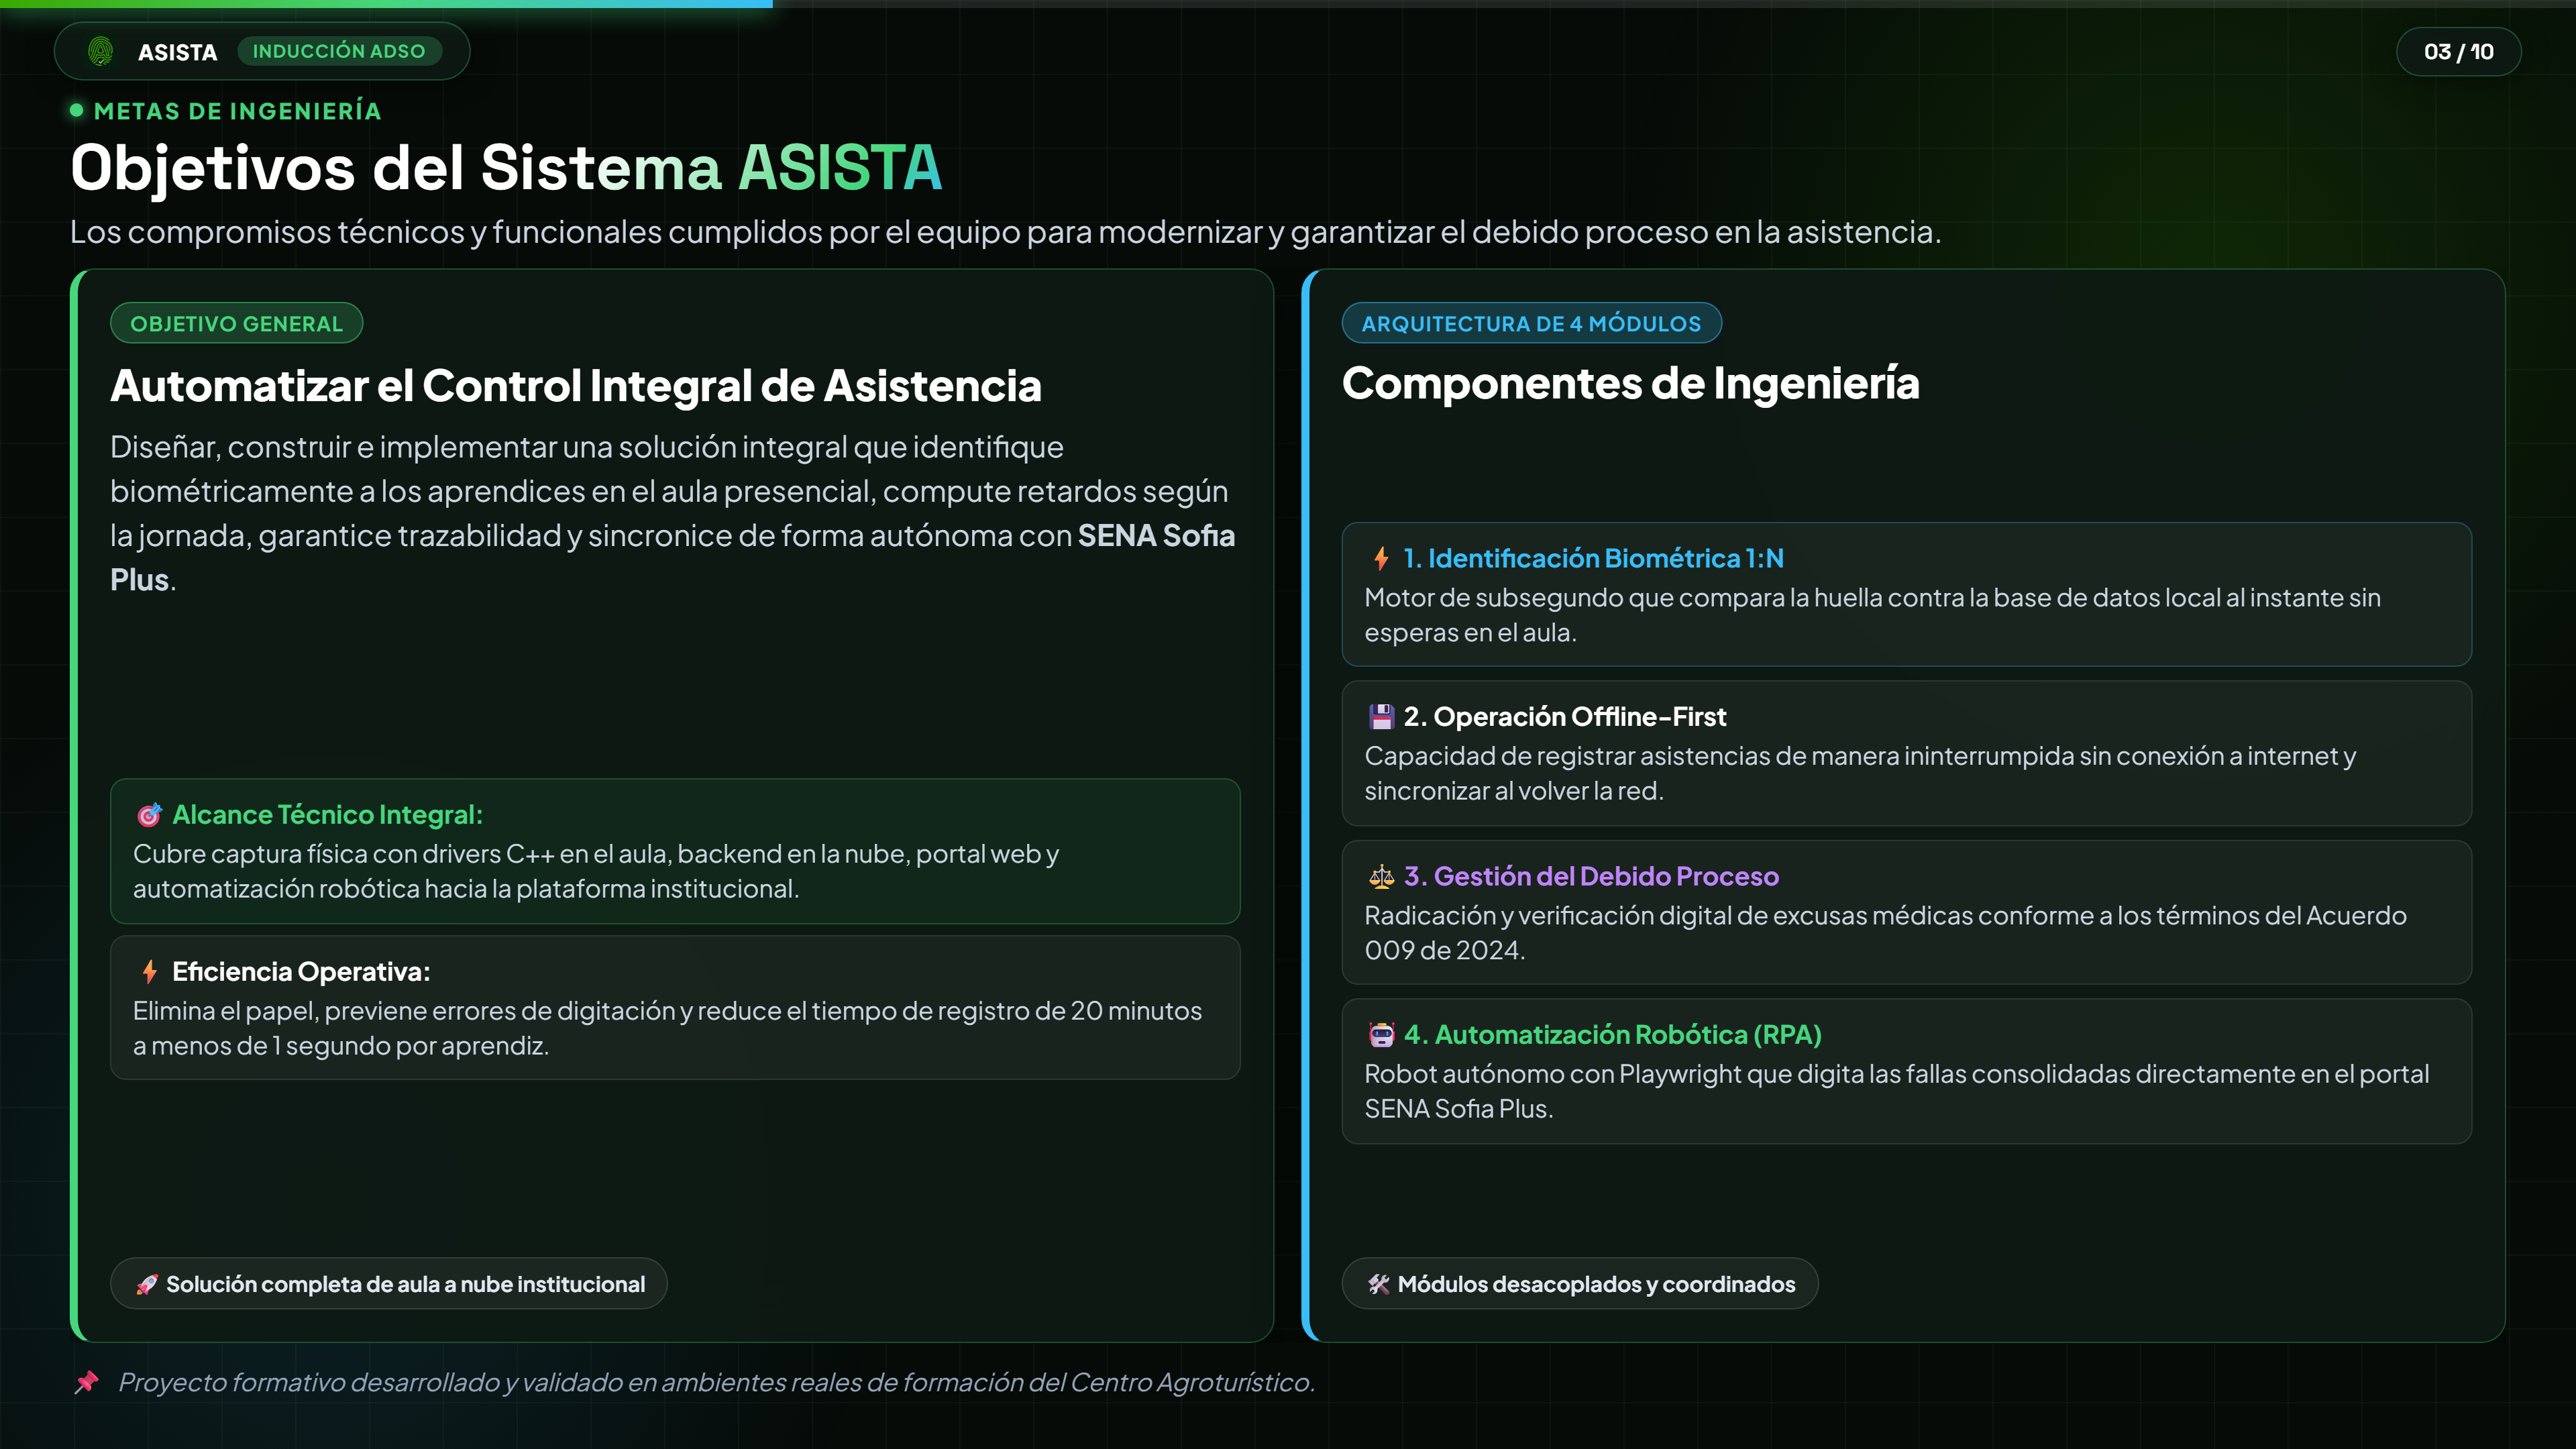 ASISTA INDUCCIÓN ADSO
03 / 10
METAS DE INGENIERÍA
Objetivos del Sistema ASISTA
Los compromisos técnicos y funcionales cumplidos por el equipo para modernizar y garantizar el debido proceso en la asistencia.
OBJETIVO GENERAL
Automatizar el Control Integral de Asistencia
Diseñar, construir e implementar una solución integral que identifique
biométricamente a los aprendices en el aula presencial, compute retardos según
la jornada, garantice trazabilidad y sincronice de forma autónoma con SENA Sofia
Plus.
🎯 Alcance Técnico Integral:
Cubre captura física con drivers C++ en el aula, backend en la nube, portal web y
automatización robótica hacia la plataforma institucional.
⚡ Eficiencia Operativa:
Elimina el papel, previene errores de digitación y reduce el tiempo de registro de 20 minutos
a menos de 1 segundo por aprendiz.
🚀 Solución completa de aula a nube institucional
ARQUITECTURA DE 4 MÓDULOS
Componentes de Ingeniería
⚡ 1. Identificación Biométrica 1:N
Motor de subsegundo que compara la huella contra la base de datos local al instante sin
esperas en el aula.
💾 2. Operación Offline-First
Capacidad de registrar asistencias de manera ininterrumpida sin conexión a internet y
sincronizar al volver la red.
⚖️ 3. Gestión del Debido Proceso
Radicación y verificación digital de excusas médicas conforme a los términos del Acuerdo
009 de 2024.
🤖 4. Automatización Robótica (RPA)
Robot autónomo con Playwright que digita las fallas consolidadas directamente en el portal
SENA Sofia Plus.
🛠️ Módulos desacoplados y coordinados
📌 Proyecto formativo desarrollado y validado en ambientes reales de formación del Centro Agroturístico.